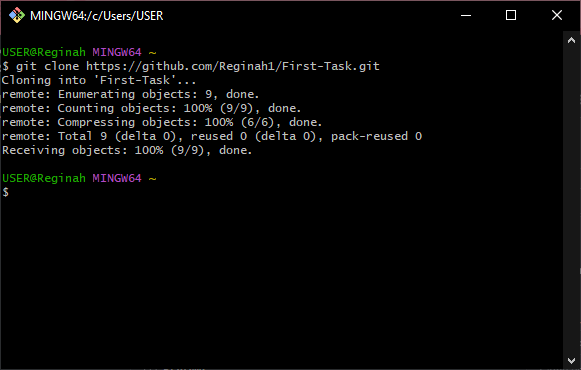 MINGW64:/c/Users/USER
USER@Reginah MINGW64 ~
$ git clone https://github.com/Reginah1/First-Task.git
Cloning into 'First-Task'...
remote: Enumerating objects: 9, done.
remote: Counting objects: 100% (9/9), done.
remote: Compressing objects: 100% (6/6), done.
remote: Total 9 (delta 0), reused 0 (delta 0), pack-reused 0
Receiving objects: 100% (9/9), done.
USER@Reginah MINGW64 ~
$